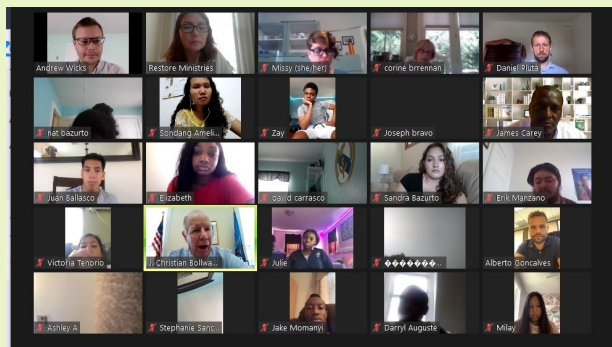 Andrew Wicks
Restore Ministries
Missy (she/her)
corine brrennan
Daniel Pluta
nat bazurto
Sondang Ameli...
Zay
Joseph bravo
James Carey
Juan Ballasco
Elizabeth
david carrasco
Sandra Bazurto
Erik Manzano
Victoria Tenorio
J. Christian Bollwa...
Julie
�������...
Alberto Goncalves
Ashley A
Stephanie Sanc...
Jake Momanyi
Darryl Auguste
Milay